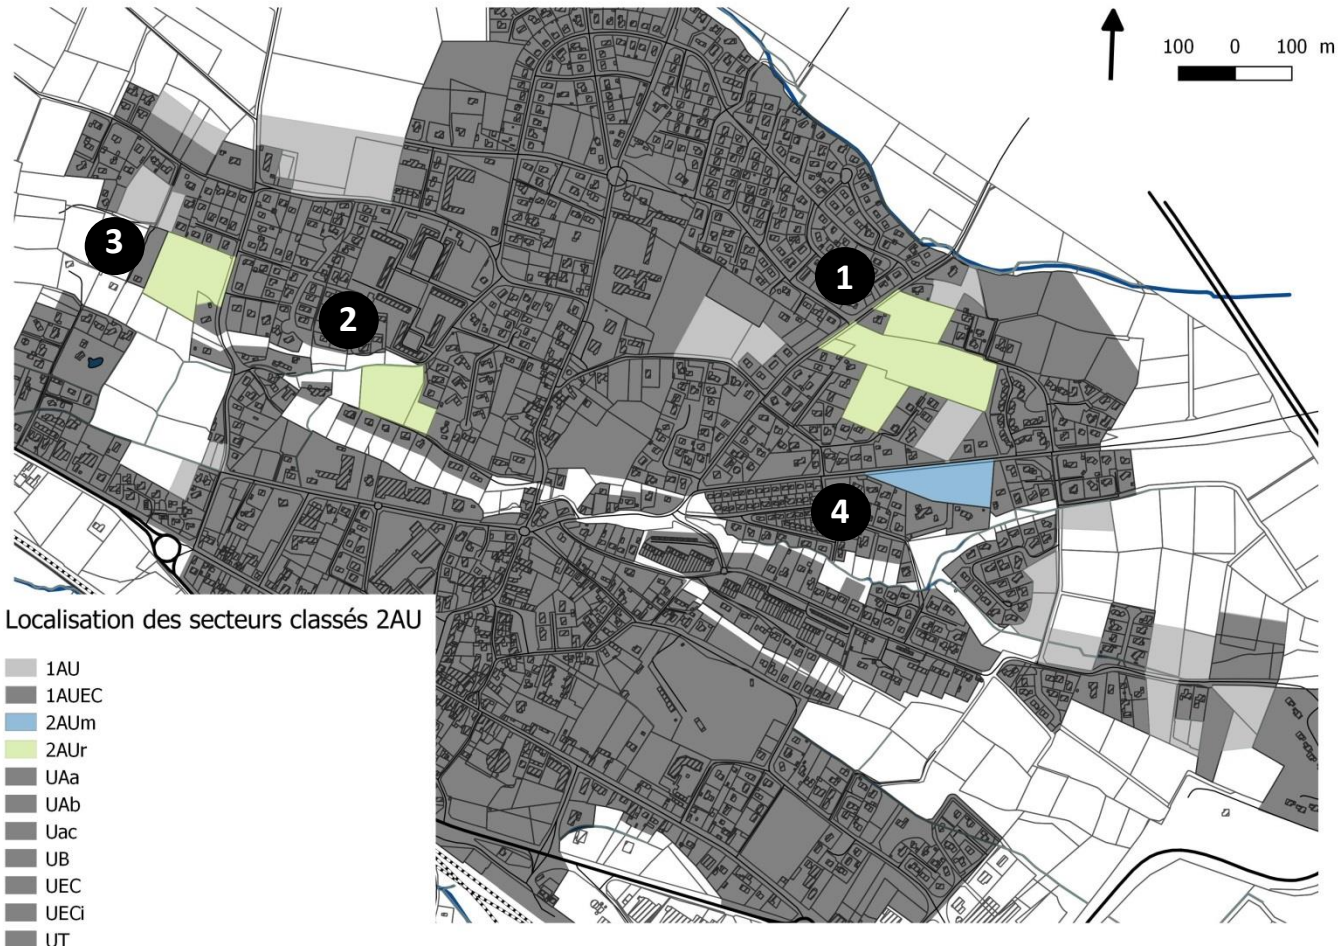 100 0 100 m
1
3
2
4
Localisation des secteurs classés 2AU
1AU
1AUEC
2AUm
2AUr
UAa
UAb
Uac
UB
UEC
UECi
UT